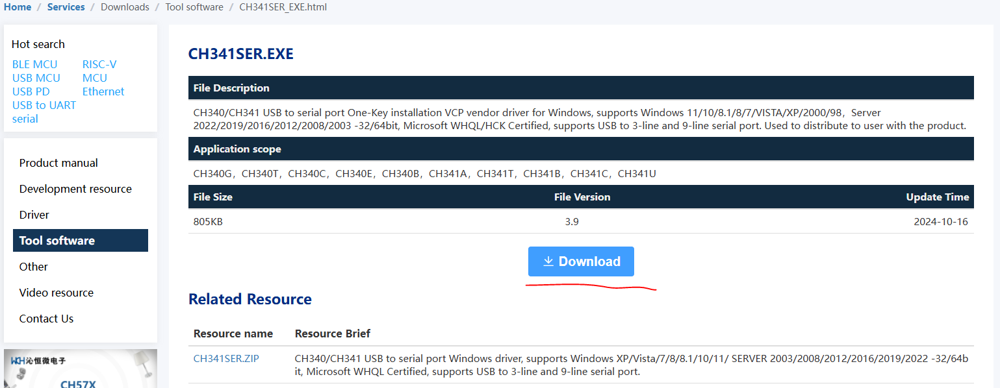 Home / Services / Downloads / Tool software / CH341SER_EXE.html
Hot search
BLE MCU
USB MCU
USB PD
USB to UART
serial
RISC-V
MCU
Ethernet
Product manual
Development resource
Driver
Tool software
Other
Video resource
Contact Us
WCH沁恒微电子
CH57X
CH341SER.EXE
File Description
CH340/CH341 USB to serial port One-Key installation VCP vendor driver for Windows, supports Windows 11/10/8.1/8/7/VISTA/XP/2000/98，Server
2022/2019/2016/2012/2008/2003 -32/64bit, Microsoft WHQL/HCK Certified, supports USB to 3-line and 9-line serial port. Used to distribute to user with the product.
Application scope
CH340G，CH340T，CH340C，CH340E，CH340B，CH341A，CH341T，CH341B，CH341C，CH341U
File Size File Version Update Time
805KB 3.9 2024-10-16
Download
Related Resource
Resource name Resource Brief
CH341SER.ZIP CH340/CH341 USB to serial port Windows driver, supports Windows XP/Vista/7/8/8.1/10/11/ SERVER 2003/2008/2012/2016/2019/2022 -32/64b
it, Microsoft WHQL Certified, supports USB to 3-line and 9-line serial port.